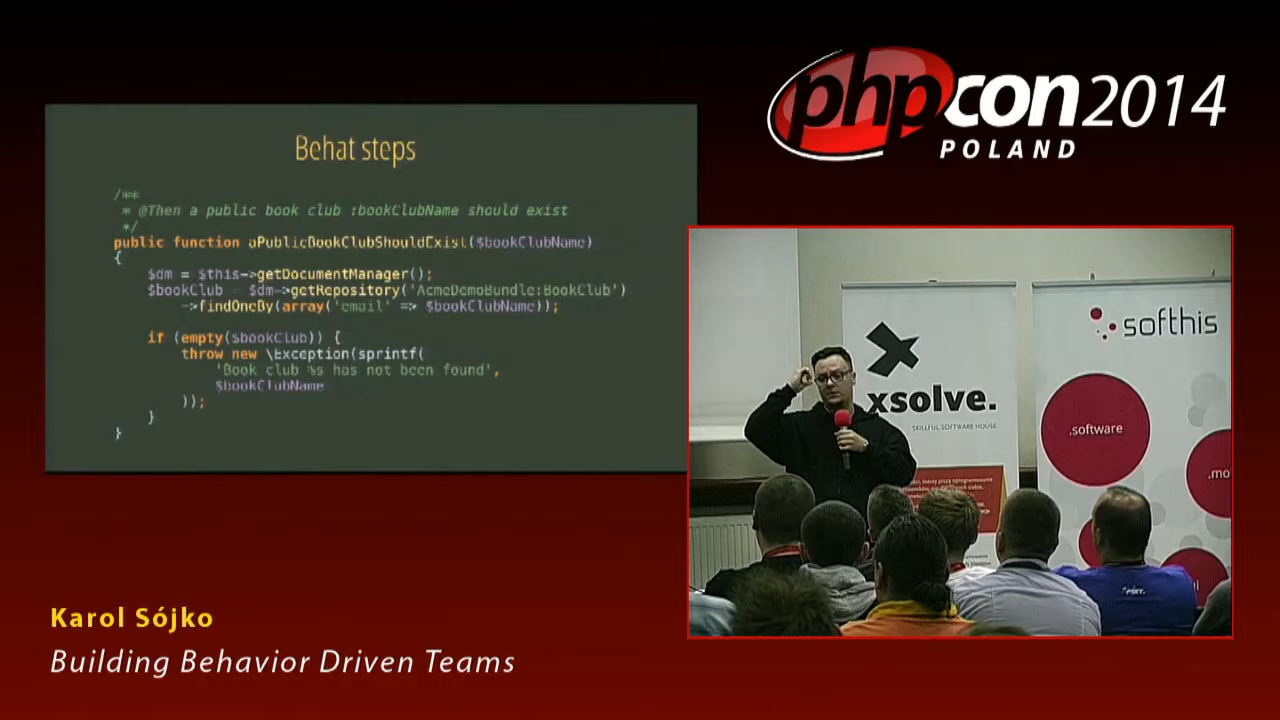 phpcon2014
POLAND
Behat steps
/**
* @Then a public book club :bookClubName should exist
*/
public function aPublicBookClubShouldExist($bookClubName)
{
$dm = $this->getDocumentManager();
$bookClub = $dm->getRepository('AcmeDemoBundle:BookClub')
->findOneBy(array('email' => $bookClubName));
if (empty($bookClub)) {
throw new \Exception(sprintf(
'Book club %s has not been found',
$bookClubName
));
}
}
softhis
xsolve.
SKILLFUL SOFTWARE HOUSE
.software
.mo
Karol Sójko
Building Behavior Driven Teams